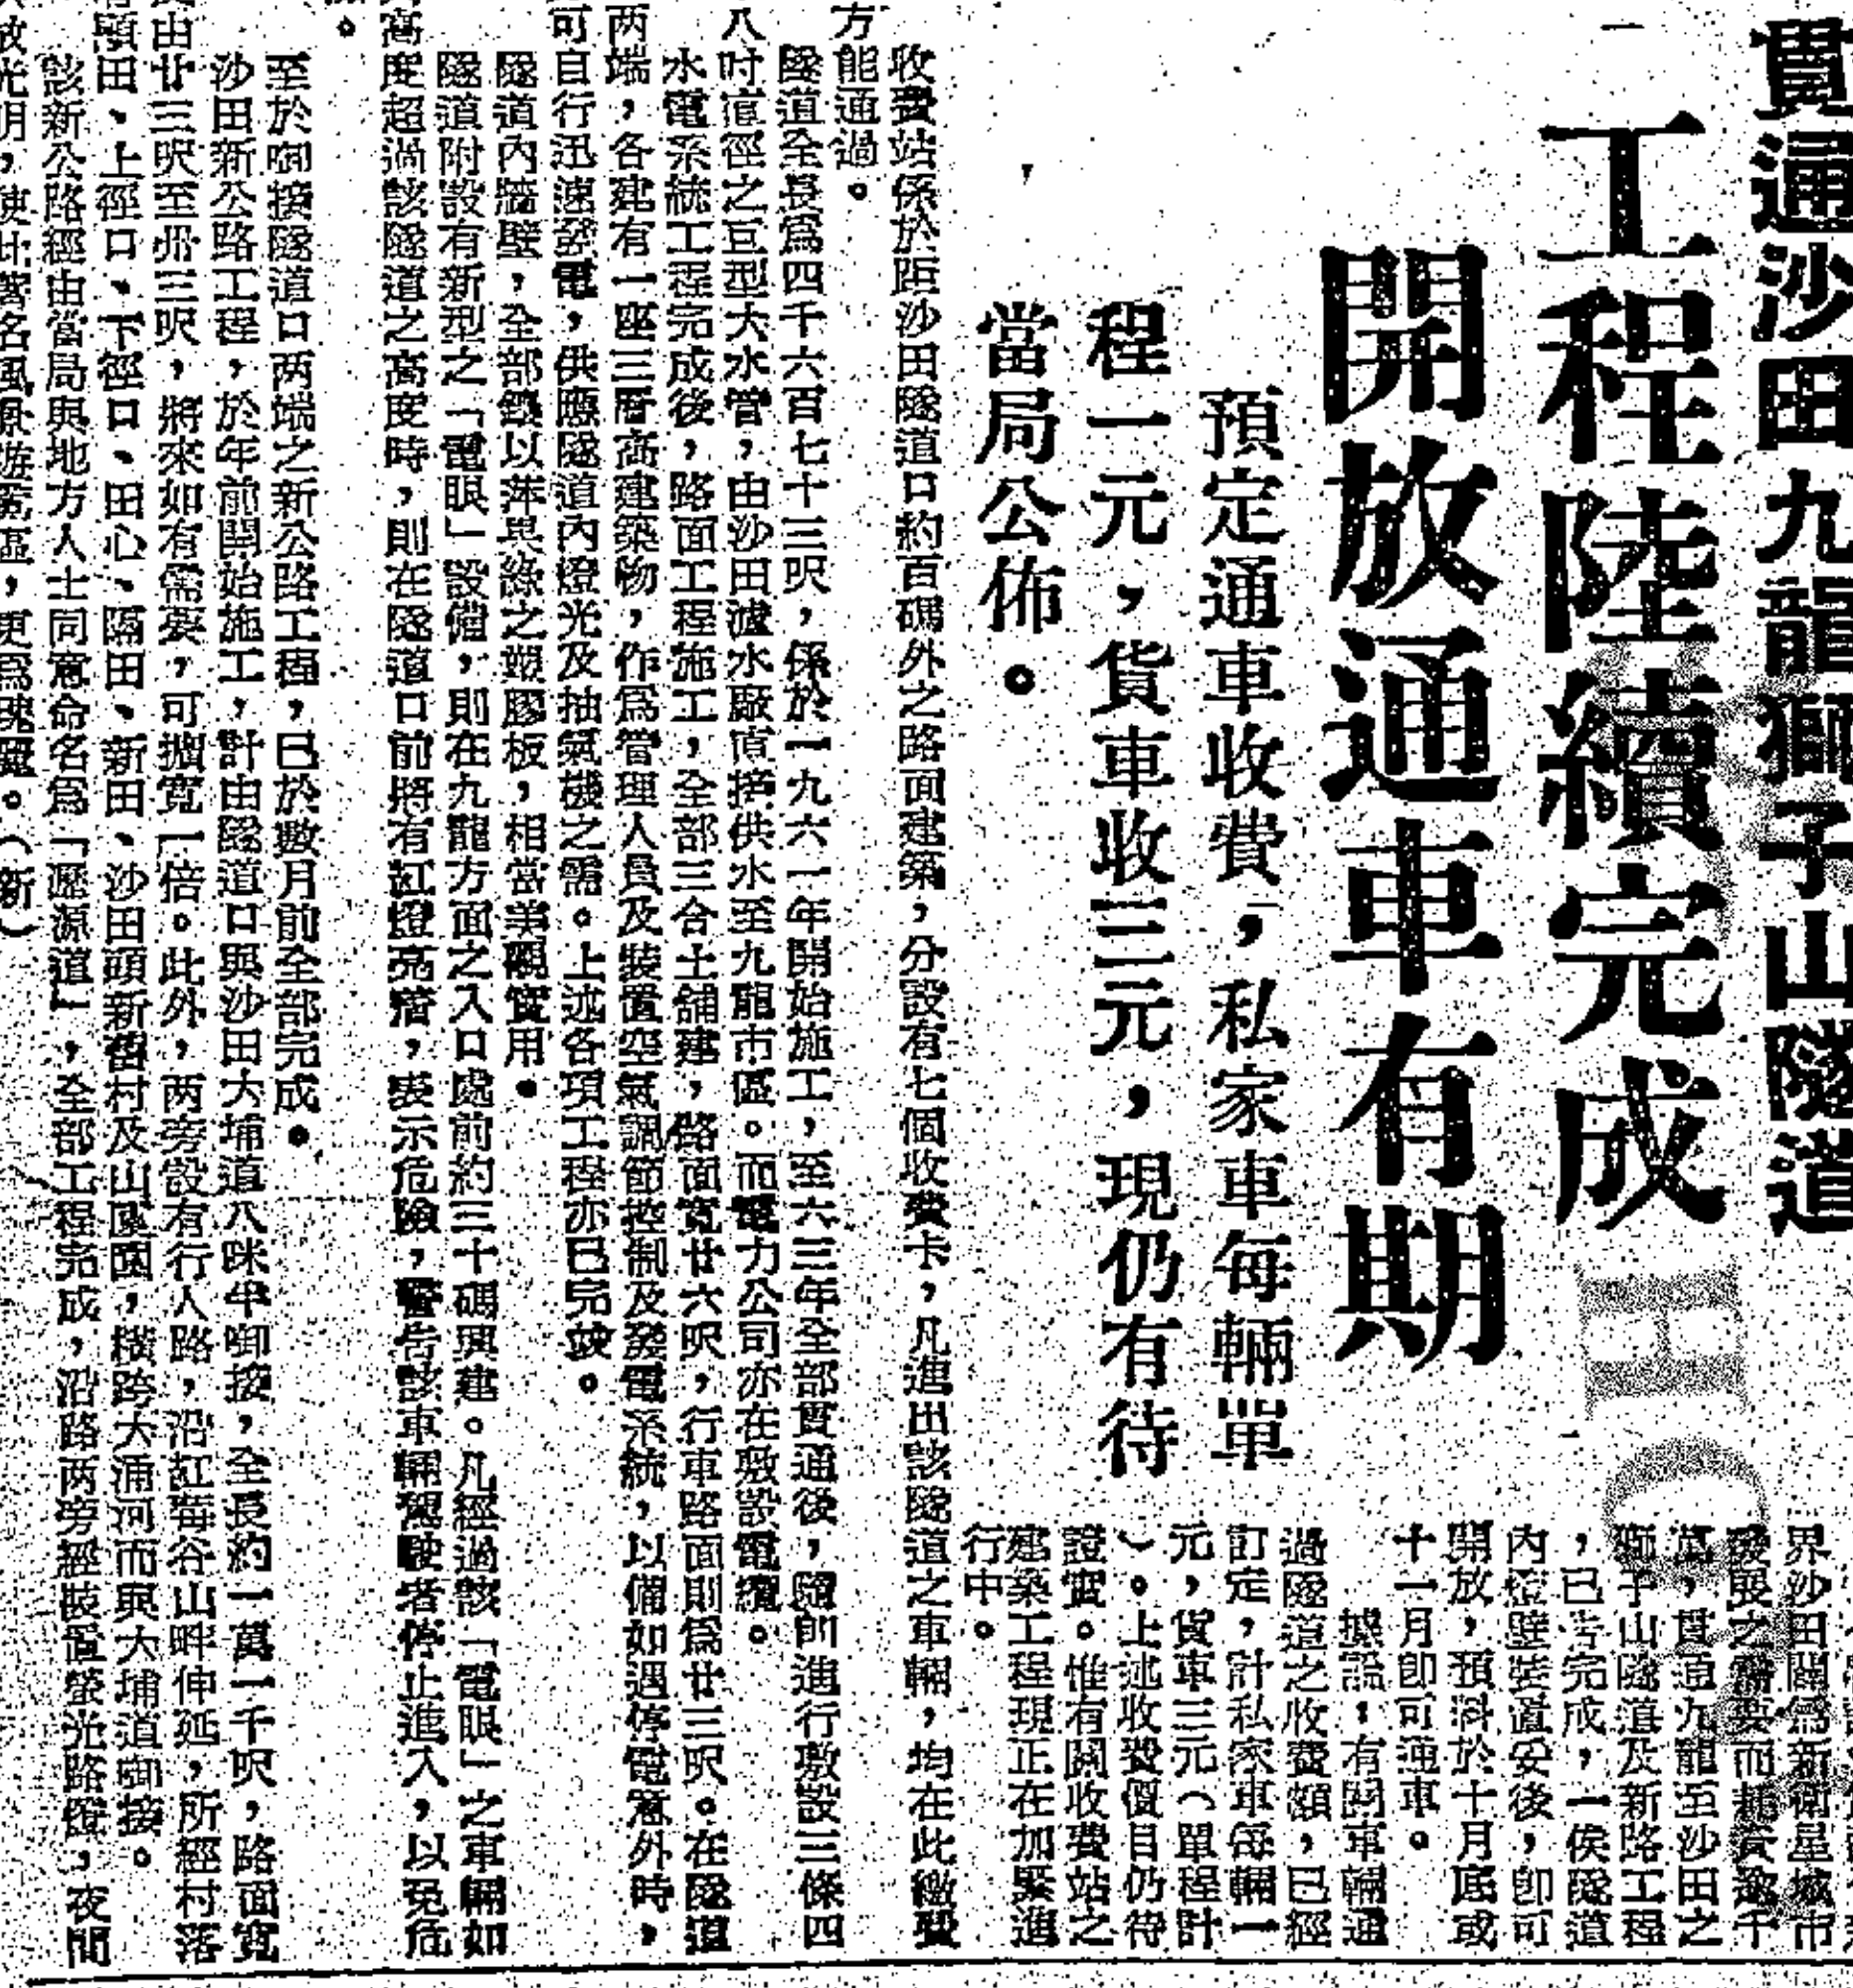 貫通沙田九龍獅子山隧道
工程陸續完成
開放通車有期
預定通車收費，私家車每輛單
程一元，貨車收三元，現仍有待
當局公佈。
界沙田闢爲新衛星城市
發展之需要而耗資逾千
萬，貫通九龍至沙田之
獅子山隧道及新路工程
，已告完成，一俟隧道
內燈壁裝置妥後，卽可
開放，預料於十月底或
十一月卽可通車。
據說，有關車輛通
過隧道之收費額，已經
訂定，計私家車每輛一
元，貨車三元（單程計
）。上述收費價目仍待
證實。惟有關收費站之
建築工程現正在加緊進
行中。
收費站係於距沙田隧道口約百碼外之路面建築，分設有七個收費卡，凡進出該隧道之車輛，均在此繳費
方能通過。
隧道全長爲四千六百七十三呎，係於一九六一年開始施工，至六三年全部貫通後，隨卽進行敷設三條四
八吋直徑之巨型大水管，由沙田濾水廠直接供水至九龍市區。而電力公司亦在敷設電纜。
水電系統工程完成後，路面工程施工，全部三合土舖建，路面寬廿六呎，行車路面則爲廿三呎。在隧道
两端，各建有一座三層高建築物，作爲管理人員及裝置空氣調節控制及發電系統，以備如遇停電意外時，
可自行迅速發電，供應隧道內燈光及抽氣機之需。上述各項工程亦已完竣。
隧道內牆壁，全部鑲以萍果綠之塑膠板，相當美觀實用。
隧道附設有新型之「電眼」設備，則在九龍方面之入口處前約三十碼興建。凡經過該「電眼」之車輛如
高度超過該隧道之高度時，則在隧道口前將有紅燈亮着，表示危險，警告該車輛駕駛者停止進入，以免危
。
至於啣接隧道口两端之新公路工程，已於數月前全部完成。
沙田新公路工程，於年前開始施工，計由隧道口與沙田大埔道八咪半啣接，全長約一萬一千呎，路面寬
由廿三呎至卅三呎，將來如有需要，可擴寬一倍。此外，两旁設有行人路，沿紅梅谷山畔伸延，所經村落
顯田、上徑口、下徑口、田心、隔田、新田、沙田頭新舊村及山廈圍，橫跨大涌河而與大埔道啣接。
該新公路經由當局與地方人士同意命名爲「瀝源道」，全部工程完成，沿路两旁經裝置螢光路燈，夜間
放光明，使此著名風景遊覽區，更爲瑰麗。（新）